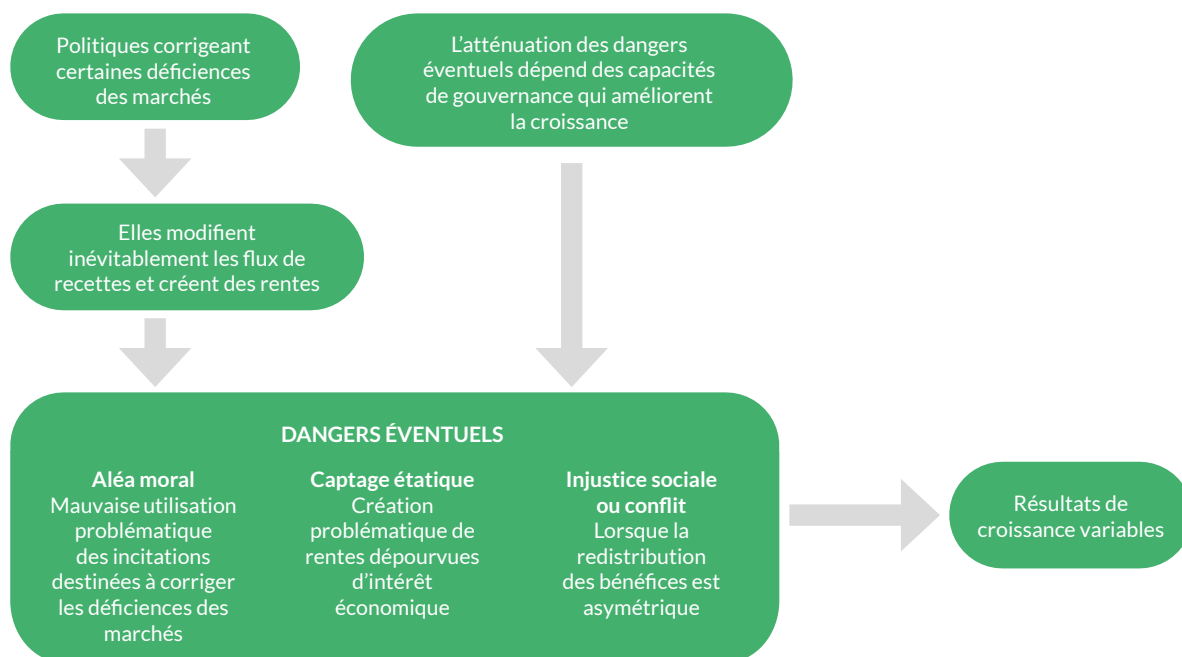 Politiques corrigeant
certaines déficiences
des marchés
L’atténuation des dangers
éventuels dépend des capacités
de gouvernance qui améliorent
la croissance
Elles modifient
inévitablement les flux de
recettes et créent des rentes
DANGERS ÉVENTUELS
Aléa moral
Mauvaise utilisation
problématique
des incitations
destinées à corriger
les déficiences des
marchés
Captage étatique
Création
problématique de
rentes dépourvues
d’intérêt
économique
Injustice sociale
ou conflit
Lorsque la
redistribution
des bénéfices est
asymétrique
Résultats de
croissance variables